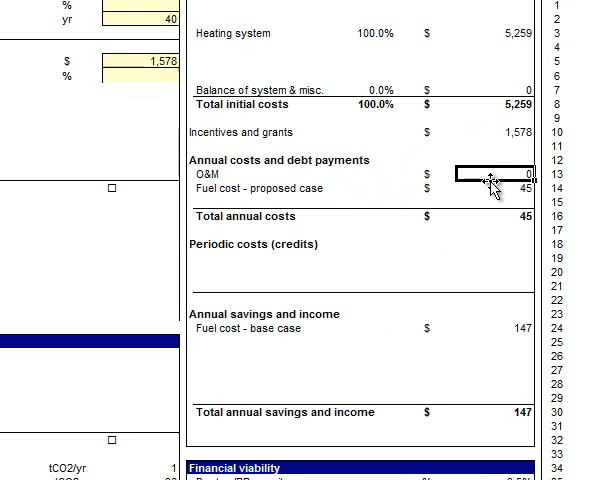 % 1
yr 40 2
Heating system 100.0% $ 5,259 3
4
$ 1,578 5
% 6
Balance of system & misc. 0.0% $ 0 7
Total initial costs 100.0% $ 5,259 8
9
Incentives and grants $ 1,578 10
11
Annual costs and debt payments 12
O&M $ 0 13
Fuel cost - proposed case $ 45 14
15
Total annual costs $ 45 16
17
Periodic costs (credits) 18
19
20
21
22
Annual savings and income 23
Fuel cost - base case $ 147 24
25
26
27
28
29
Total annual savings and income $ 147 30
31
32
33
tCO2/yr 1 Financial viability 34